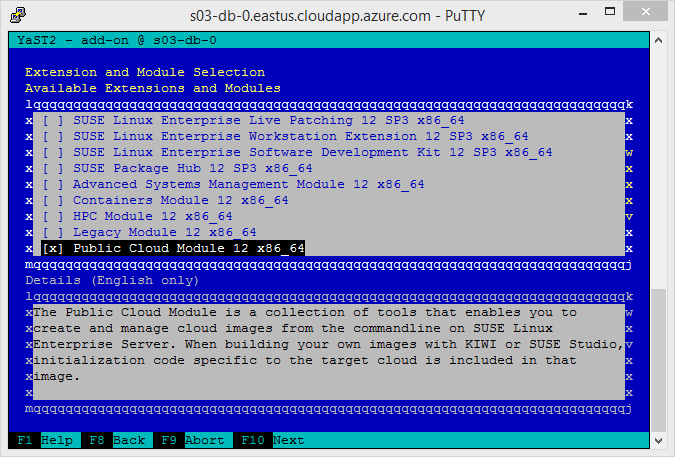 s03-db-0.eastus.cloudapp.azure.com - PuTTY
YaST2 - add-on @ s03-db-0
Extension and Module Selection
Available Extensions and Modules
lqqqqqqqqqqqqqqqqqqqqqqqqqqqqqqqqqqqqqqqqqqqqqqqqqqqqqqqqqqqqqqqqqqqqqqqqqqk
x [ ] SUSE Linux Enterprise Live Patching 12 SP3 x86_64 x
x [ ] SUSE Linux Enterprise Workstation Extension 12 SP3 x86_64 x
x [ ] SUSE Linux Enterprise Software Development Kit 12 SP3 x86_64 w
x [ ] SUSE Package Hub 12 SP3 x86_64 x
x [ ] Advanced Systems Management Module 12 x86_64 x
x [ ] Containers Module 12 x86_64 x
x [ ] HPC Module 12 x86_64 v
x [ ] Legacy Module 12 x86_64 x
x [x] Public Cloud Module 12 x86_64 x
mqqqqqqqqqqqqqqqqqqqqqqqqqqqqqqqqqqqqqqqqqqqqqqqqqqqqqqqqqqqqqqqqqqqqqqqqqqj
Details (English only)
lqqqqqqqqqqqqqqqqqqqqqqqqqqqqqqqqqqqqqqqqqqqqqqqqqqqqqqqqqqqqqqqqqqqqqqqqqqk
xThe Public Cloud Module is a collection of tools that enables you to w
xcreate and manage cloud images from the commandline on SUSE Linux x
xEnterprise Server. When building your own images with KIWI or SUSE Studio,v
xinitialization code specific to the target cloud is included in that x
ximage. x
x x
mqqqqqqqqqqqqqqqqqqqqqqqqqqqqqqqqqqqqqqqqqqqqqqqqqqqqqqqqqqqqqqqqqqqqqqqqqqj
F1 Help F8 Back F9 Abort F10 Next